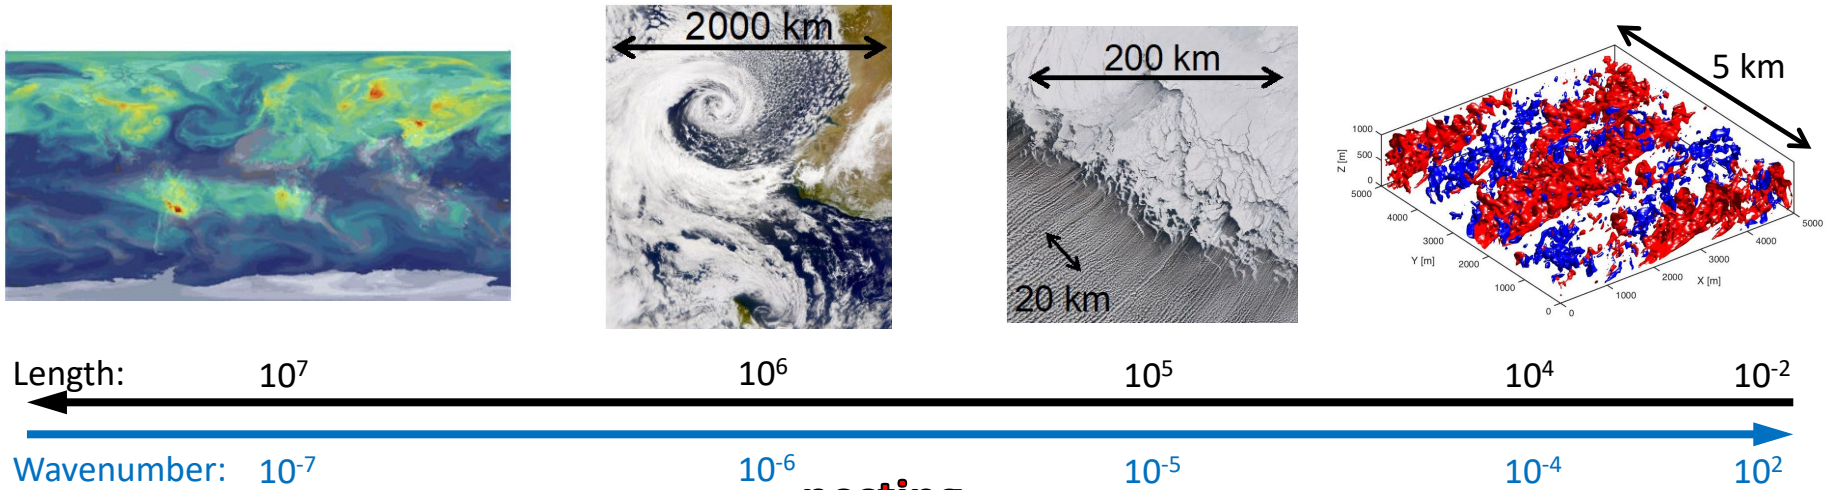 2000 km
200 km
20 km
5 km
1000
500
0
Z [m]
5000
4000
3000
2000
1000
0
Y [m]
0
1000
2000
3000
4000
5000
X [m]
Length: 10⁷ 10⁶ 10⁵ 10⁴ 10⁻²
Wavenumber: 10⁻⁷ 10⁻⁶ 10⁻⁵ 10⁻⁴ 10²